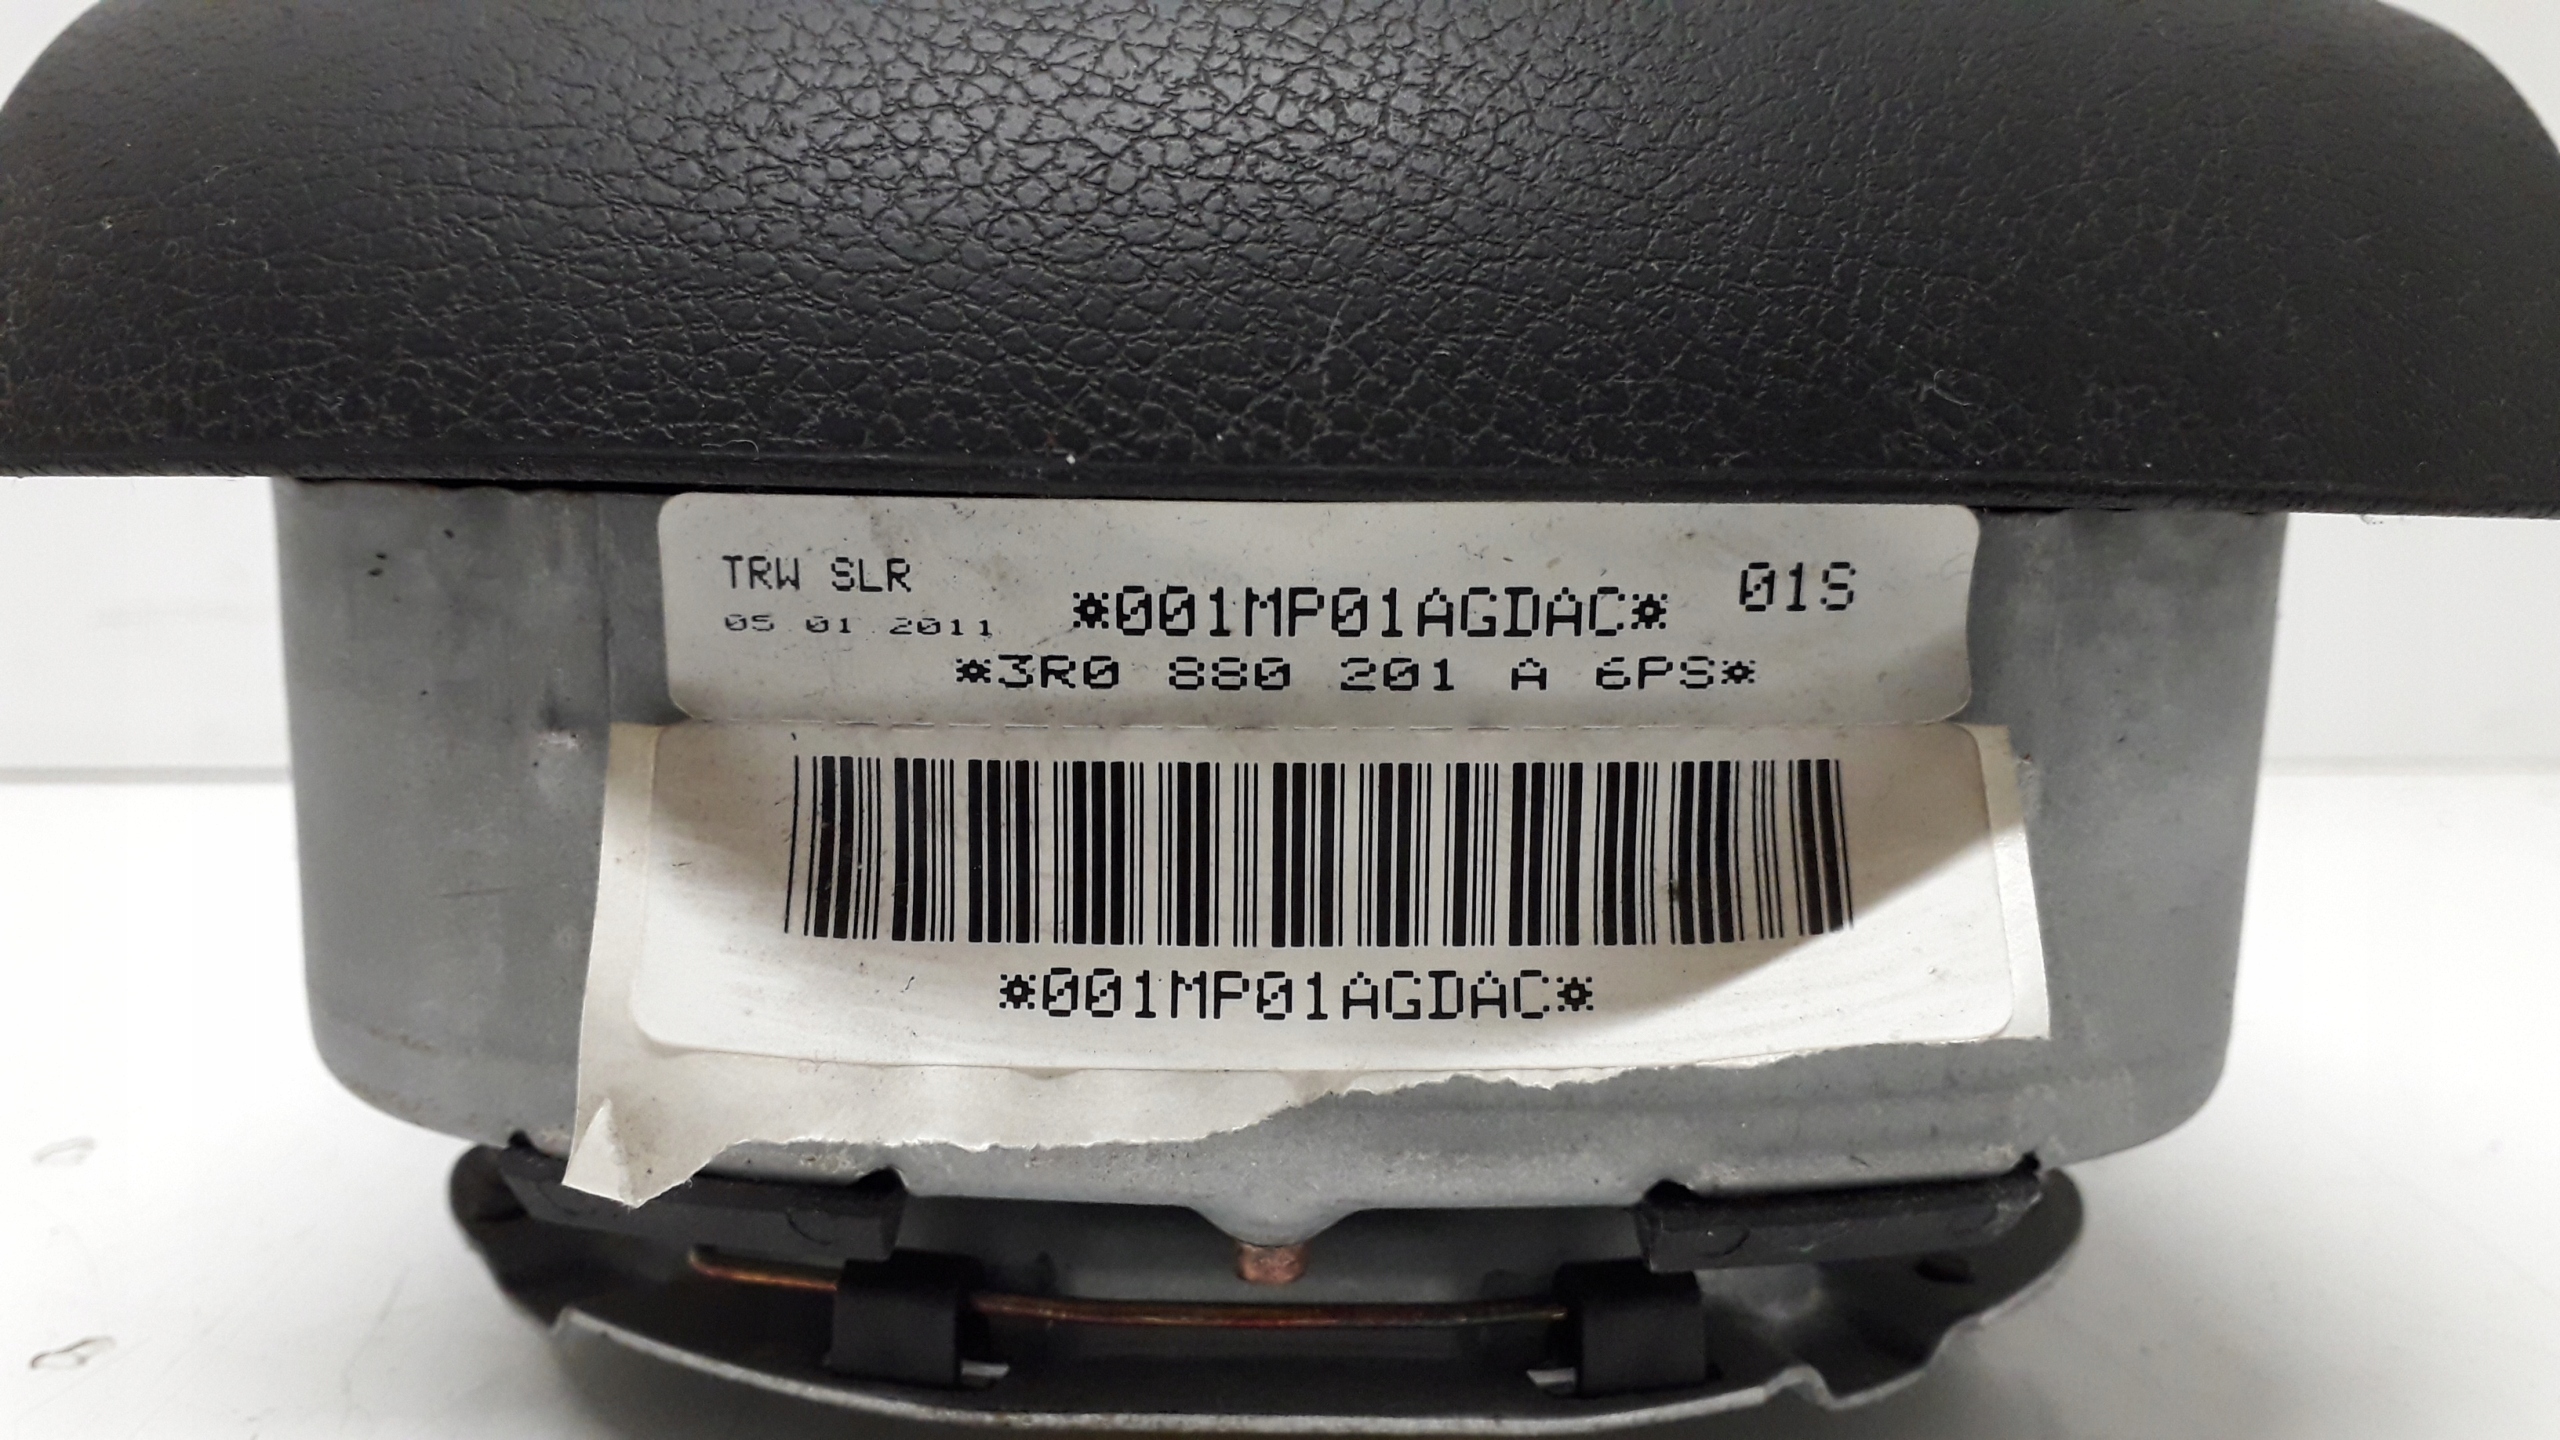 TRW SLR
05 01 2011
*001MP01AGDAC*
01S
*3R0 880 201 A 6PS*
*001MP01AGDAC*